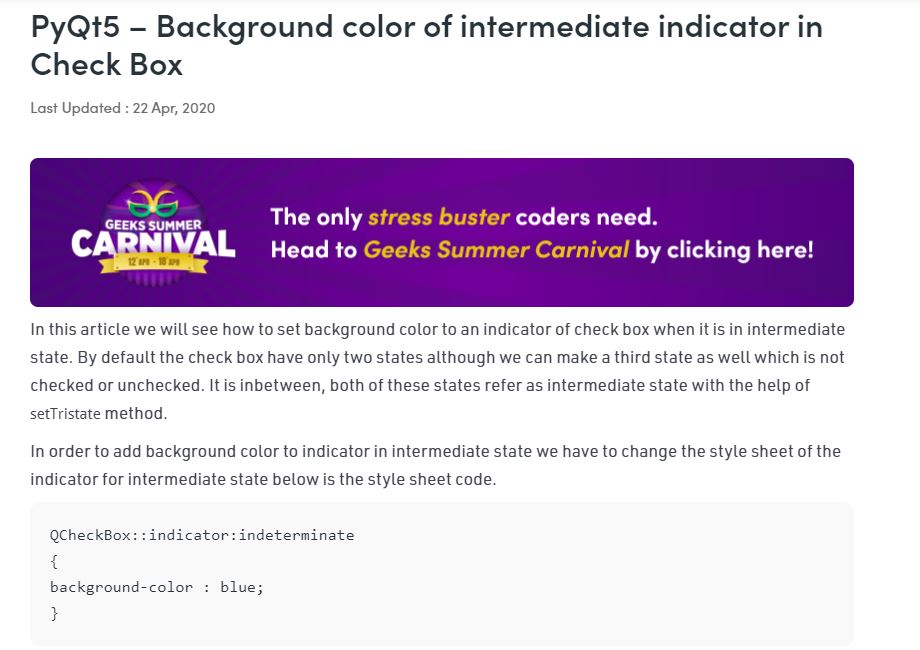 PyQt5 – Background color of intermediate indicator in
Check Box
Last Updated : 22 Apr, 2020
GEEKS SUMMER
CARNIVAL
12 APR - 18 APR
The only stress buster coders need.
Head to Geeks Summer Carnival by clicking here!
In this article we will see how to set background color to an indicator of check box when it is in intermediate
state. By default the check box have only two states although we can make a third state as well which is not
checked or unchecked. It is inbetween, both of these states refer as intermediate state with the help of
setTristate method.
In order to add background color to indicator in intermediate state we have to change the style sheet of the
indicator for intermediate state below is the style sheet code.
QCheckBox::indicator:indeterminate
{
background-color : blue;
}